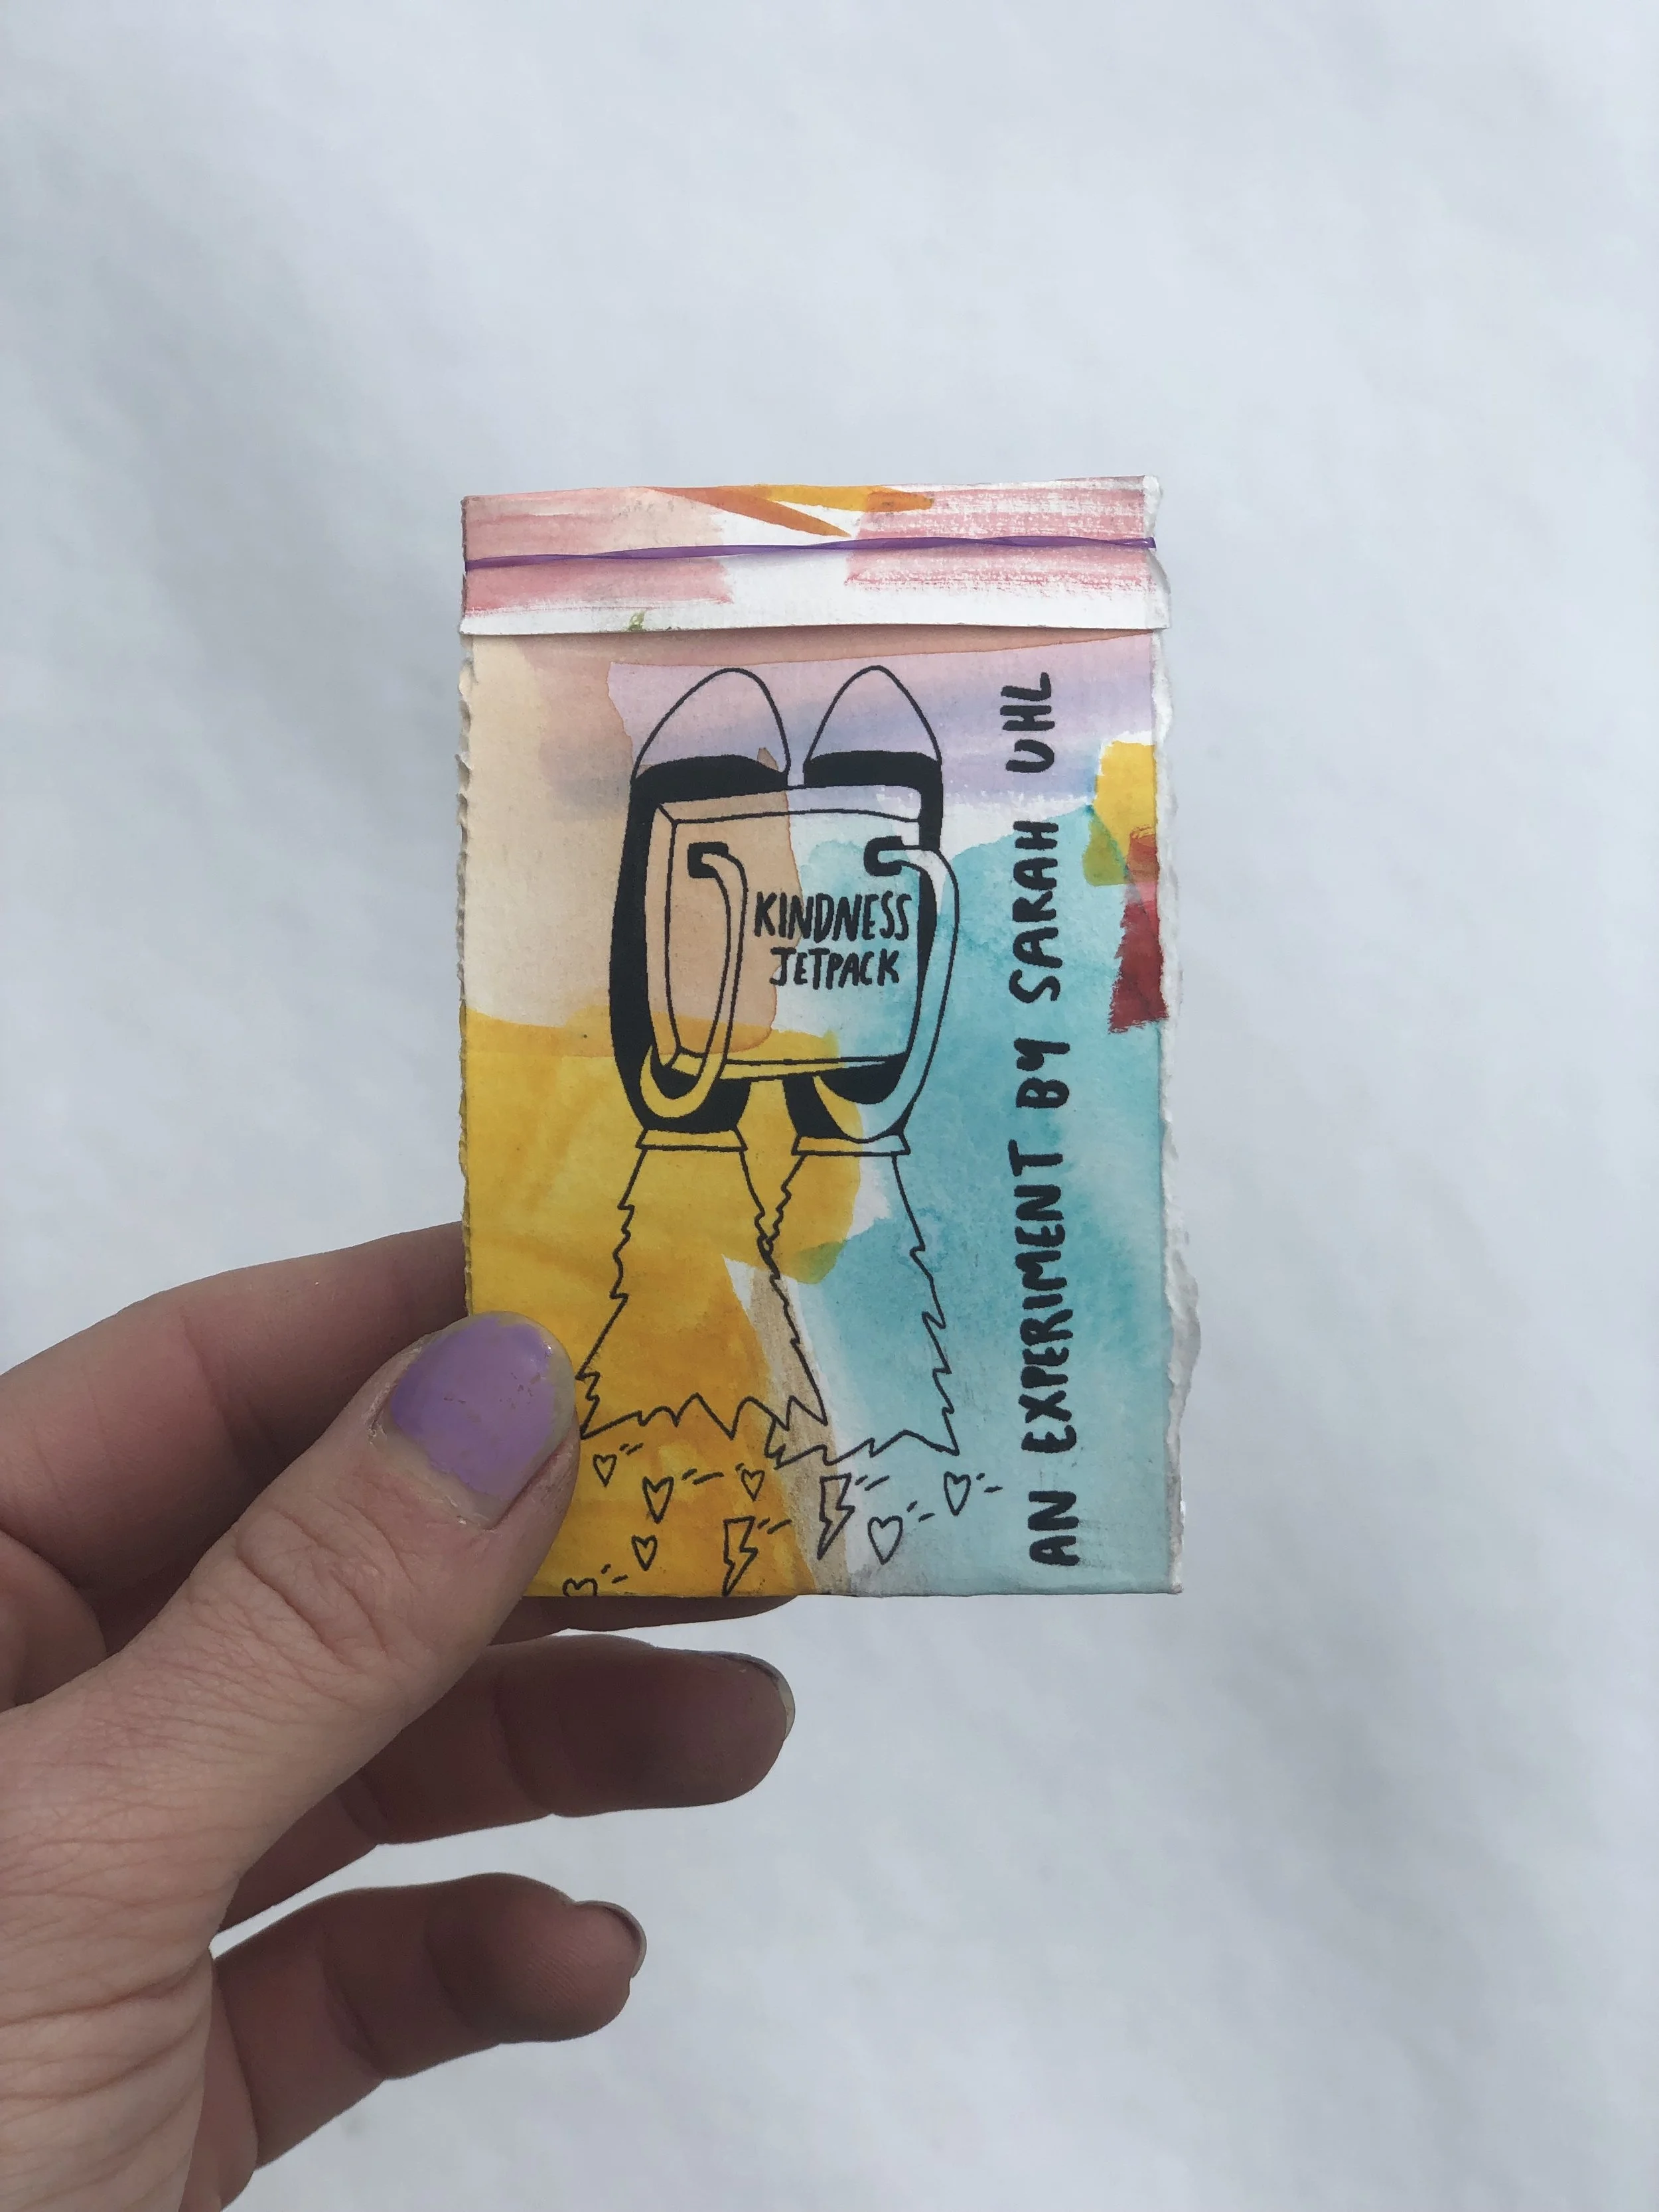 KINDNESS
JETPACK
AN EXPERIMENT BY SARAH UHL